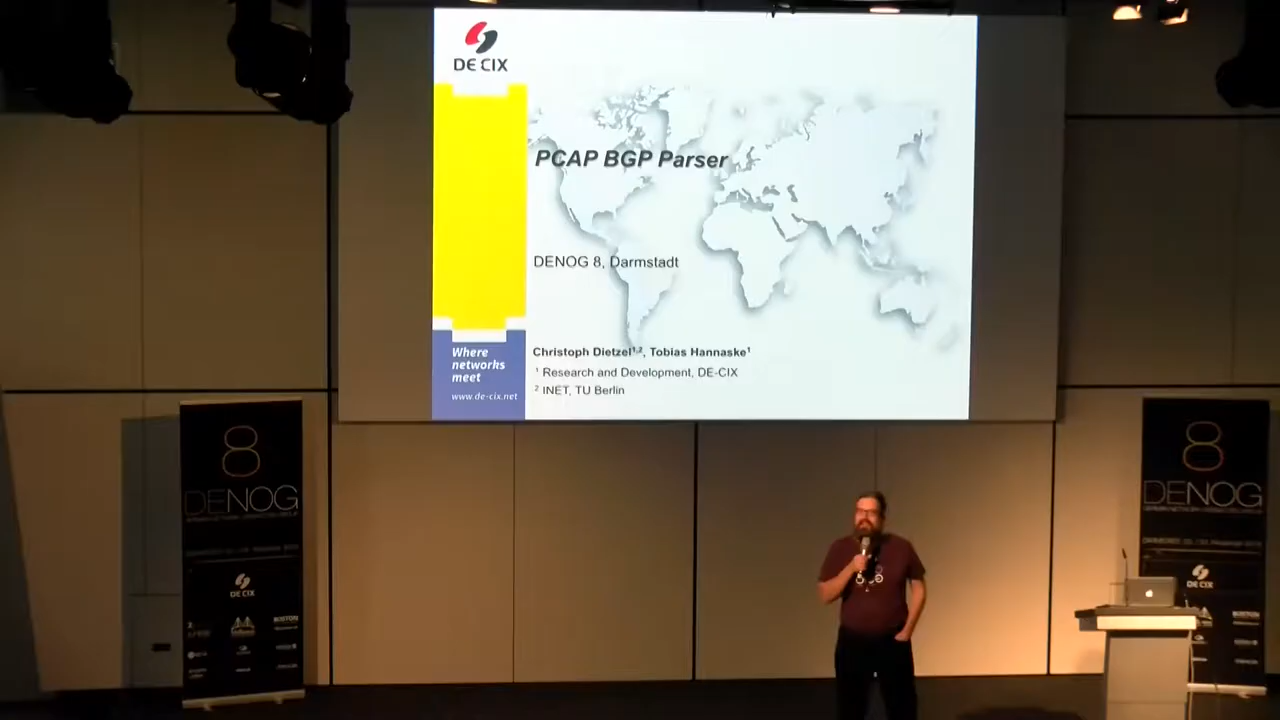 DE CIX
PCAP BGP Parser
DENOG 8, Darmstadt
Christoph Dietzel¹,², Tobias Hannaske¹
¹ Research and Development, DE-CIX
² INET, TU Berlin
Where
networks
meet
www.de-cix.net
8
DENOG
DE CIX
8
DENOG
DE CIX